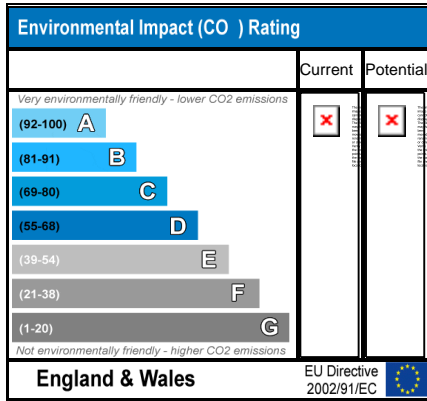 Environmental Impact (CO ) Rating
Current Potential
Very environmentally friendly - lower CO2 emissions
(92-100) A
(81-91) B
(69-80) C
(55-68) D
(39-54) E
(21-38) F
(1-20) G
Not environmentally friendly - higher CO2 emissions
England & Wales
EU Directive
2002/91/EC